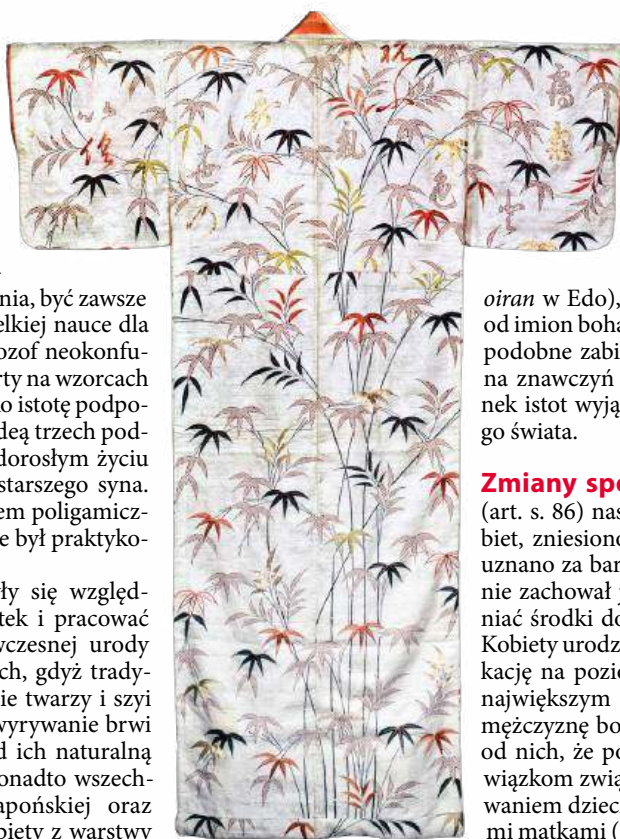 nia, być zawsze
elkiej nauce dla
ozof neokonfu-
rty na wzorcach
ko istotę podpo-
deą trzech pod-
dorosłym życiu
starszego syna.
em poligamicz-
e był praktyko-
ły się względ-
tek i pracować
wczesnej urody
ch, gdyż trady-
ie twarzy i szyi
wyrywanie brwi
d ich naturalną
onadto wszech-
apońskiej oraz
biety z warstwy
oiran w Edo),
od imion boha
podobne zabi
na znawczyń
nek istot wyją
go świata.
Zmiany spo
(art. s. 86) nas
biet, zniesiono
uznano za bar
nie zachował j
niać środki do
Kobiety urodz
kację na pozio
największym
mężczyznę bo
od nich, że po
wiązkom zwią
waniem dziec
mi matkami (